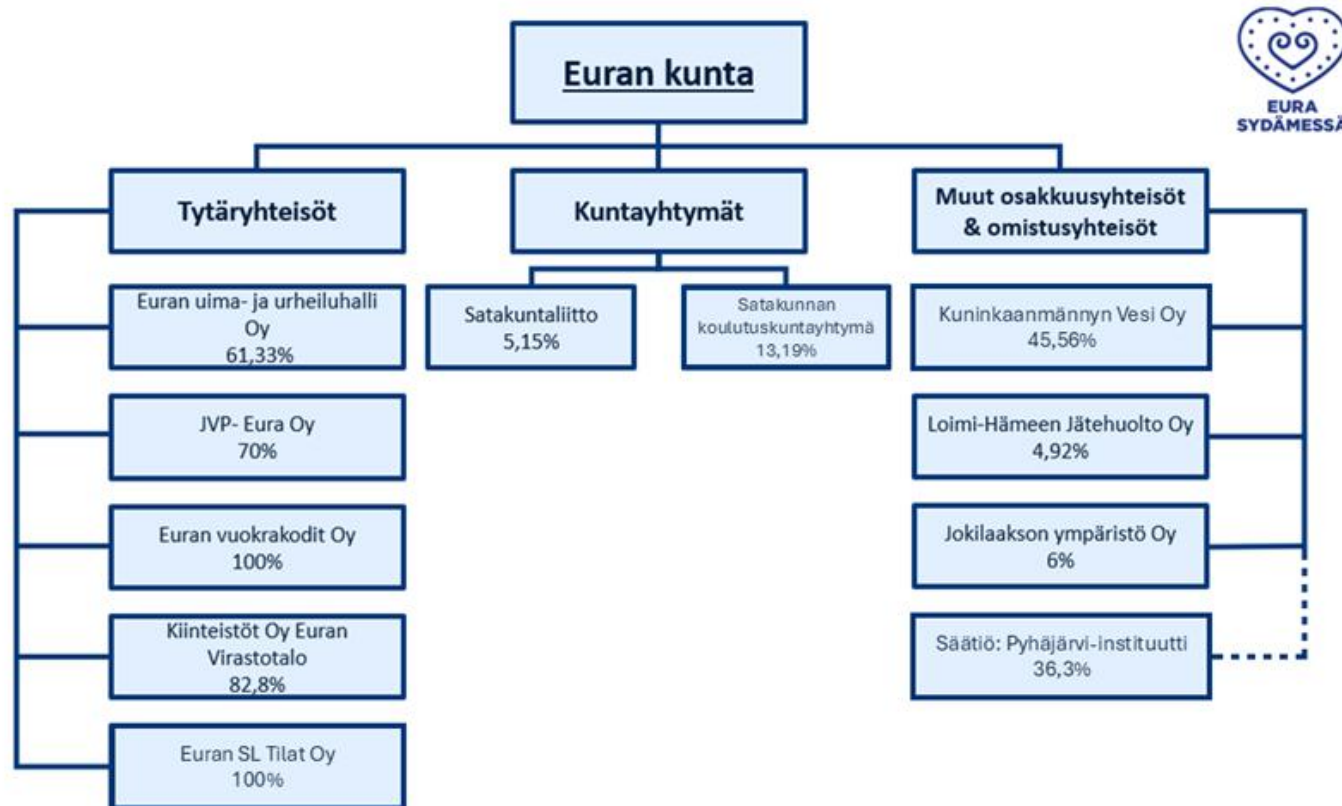 Euran kunta
EURA
SYDÄMESSÄ
Tytäryhteisöt
Kuntayhtymät
Muut osakkuusyhteisöt
& omistusyhteisöt
Euran uima- ja urheiluhalli
Oy
61,33%
JVP- Eura Oy
70%
Euran vuokrakodit Oy
100%
Kiinteistöt Oy Euran
Virastotalo
82,8%
Euran SL Tilat Oy
100%
Satakuntaliitto
5,15%
Satakunnan
koulutuskuntayhtymä
13,19%
Kuninkaanmännyn Vesi Oy
45,56%
Loimi-Hämeen Jätehuolto Oy
4,92%
Jokilaakson ympäristö Oy
6%
Säätiö: Pyhäjärvi-instituutti
36,3%